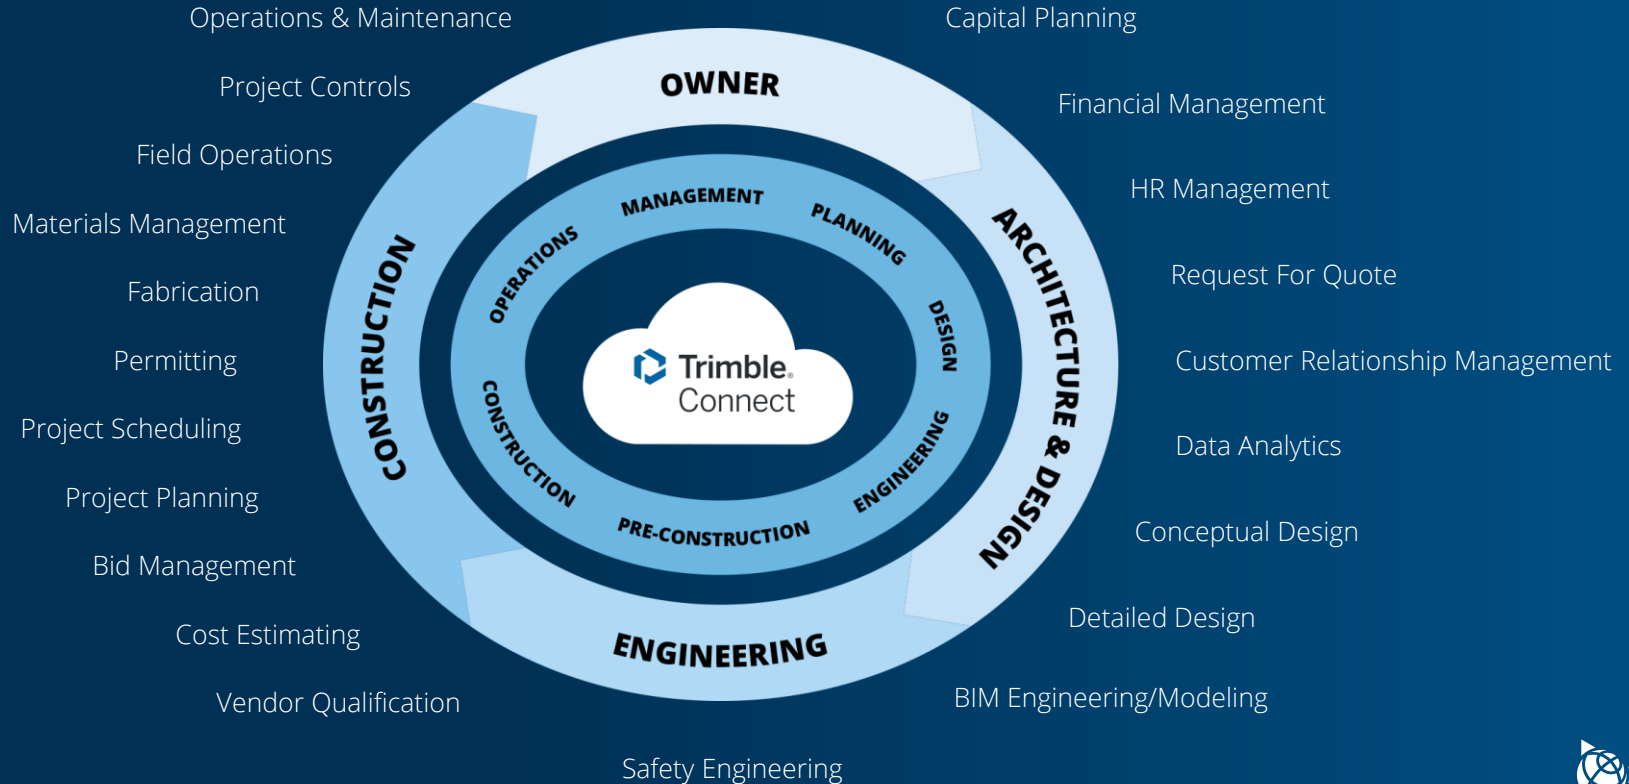 Operations & Maintenance
Capital Planning
Project Controls
Financial Management
Field Operations
HR Management
Materials Management
Request For Quote
Fabrication
Customer Relationship Management
Permitting
Data Analytics
Project Scheduling
Conceptual Design
Project Planning
Detailed Design
Bid Management
BIM Engineering/Modeling
Cost Estimating
Vendor Qualification
Safety Engineering
OWNER
ARCHITECTURE & DESIGN
ENGINEERING
CONSTRUCTION
MANAGEMENT
PLANNING
DESIGN
ENGINEERING
PRE-CONSTRUCTION
CONSTRUCTION
OPERATIONS
Trimble®
Connect